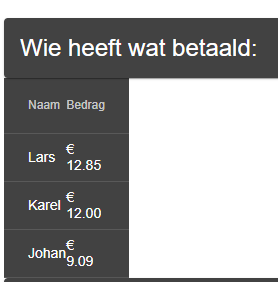 Wie heeft wat betaald:
Naam Bedrag
Lars € 12.85
Karel € 12.00
Johan € 9.09